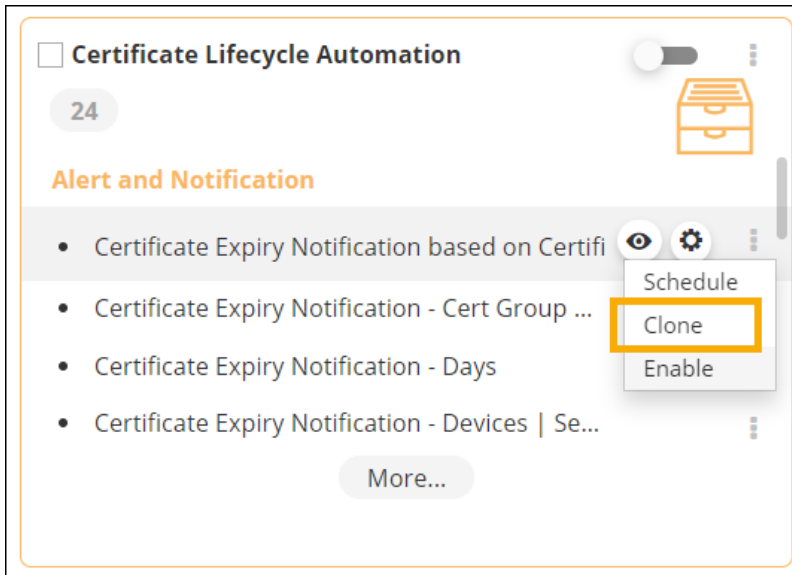 Certificate Lifecycle Automation
24
Alert and Notification
Certificate Expiry Notification based on Certifi
Schedule
Certificate Expiry Notification - Cert Group ...
Clone
Certificate Expiry Notification - Days
Enable
Certificate Expiry Notification - Devices | Se...
More...